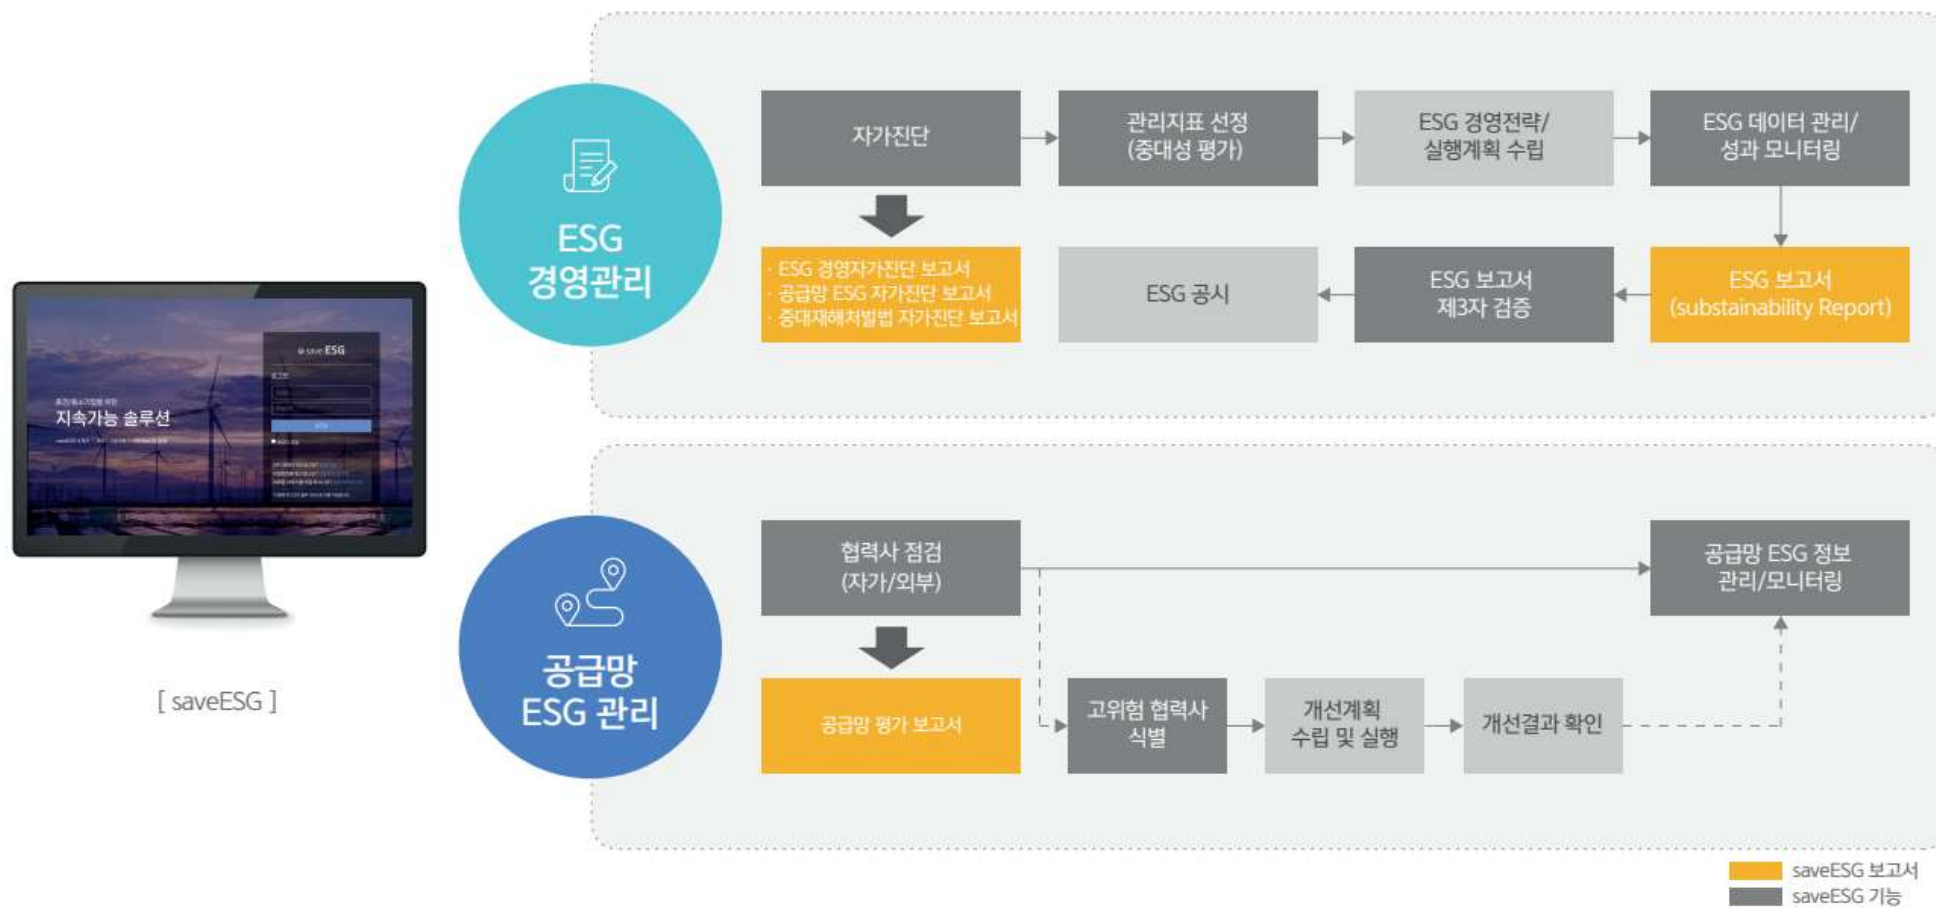 ESG
경영관리
자가진단
관리지표 선정
(중대성 평가)
ESG 경영전략/
실행계획 수립
ESG 데이터 관리/
성과 모니터링
· ESG 경영자가진단 보고서
· 공급망 ESG 자가진단 보고서
· 중대재해처벌법 자가진단 보고서
ESG 공시
ESG 보고서
제3자 검증
ESG 보고서
(substainability Report)
save ESG
로그인
지속가능 솔루션
[ saveESG ]
공급망
ESG 관리
협력사 점검
(자가/외부)
공급망 ESG 정보
관리/모니터링
공급망 평가 보고서
고위험 협력사
식별
개선계획
수립 및 실행
개선결과 확인
saveESG 보고서
saveESG 기능